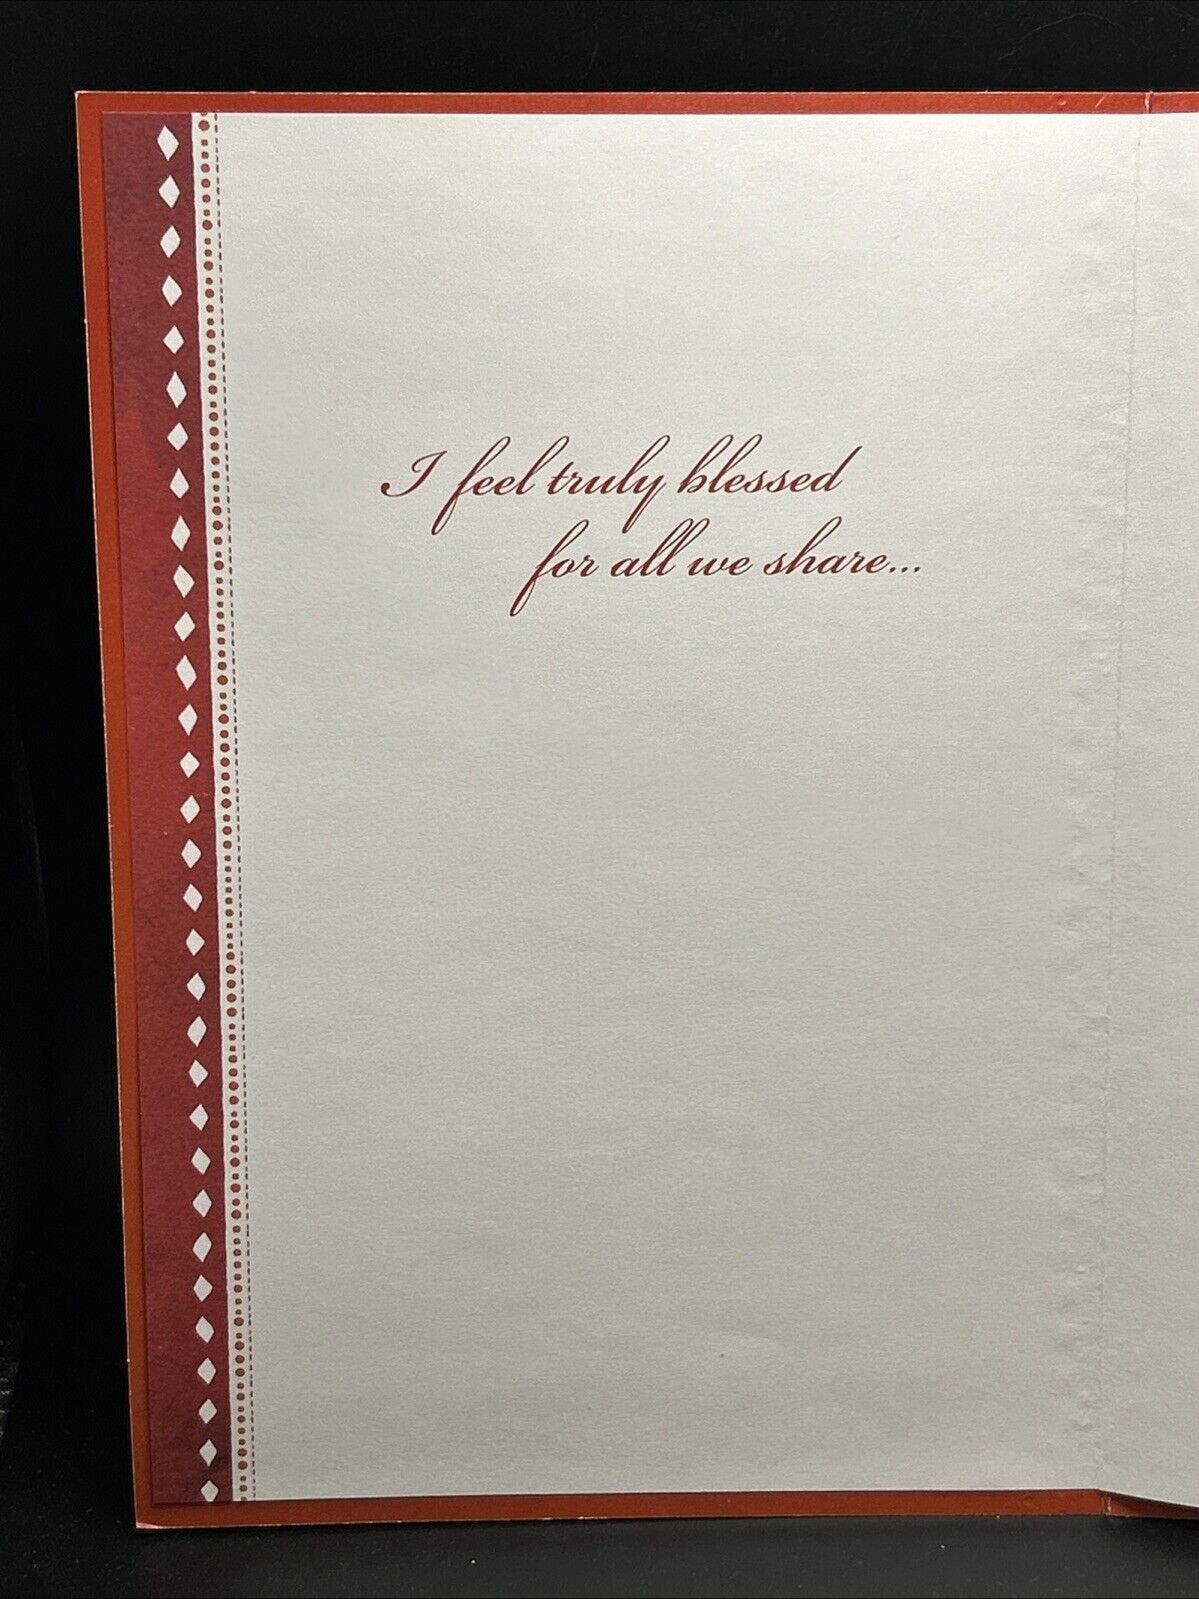 I feel truly blessed
for all we share...